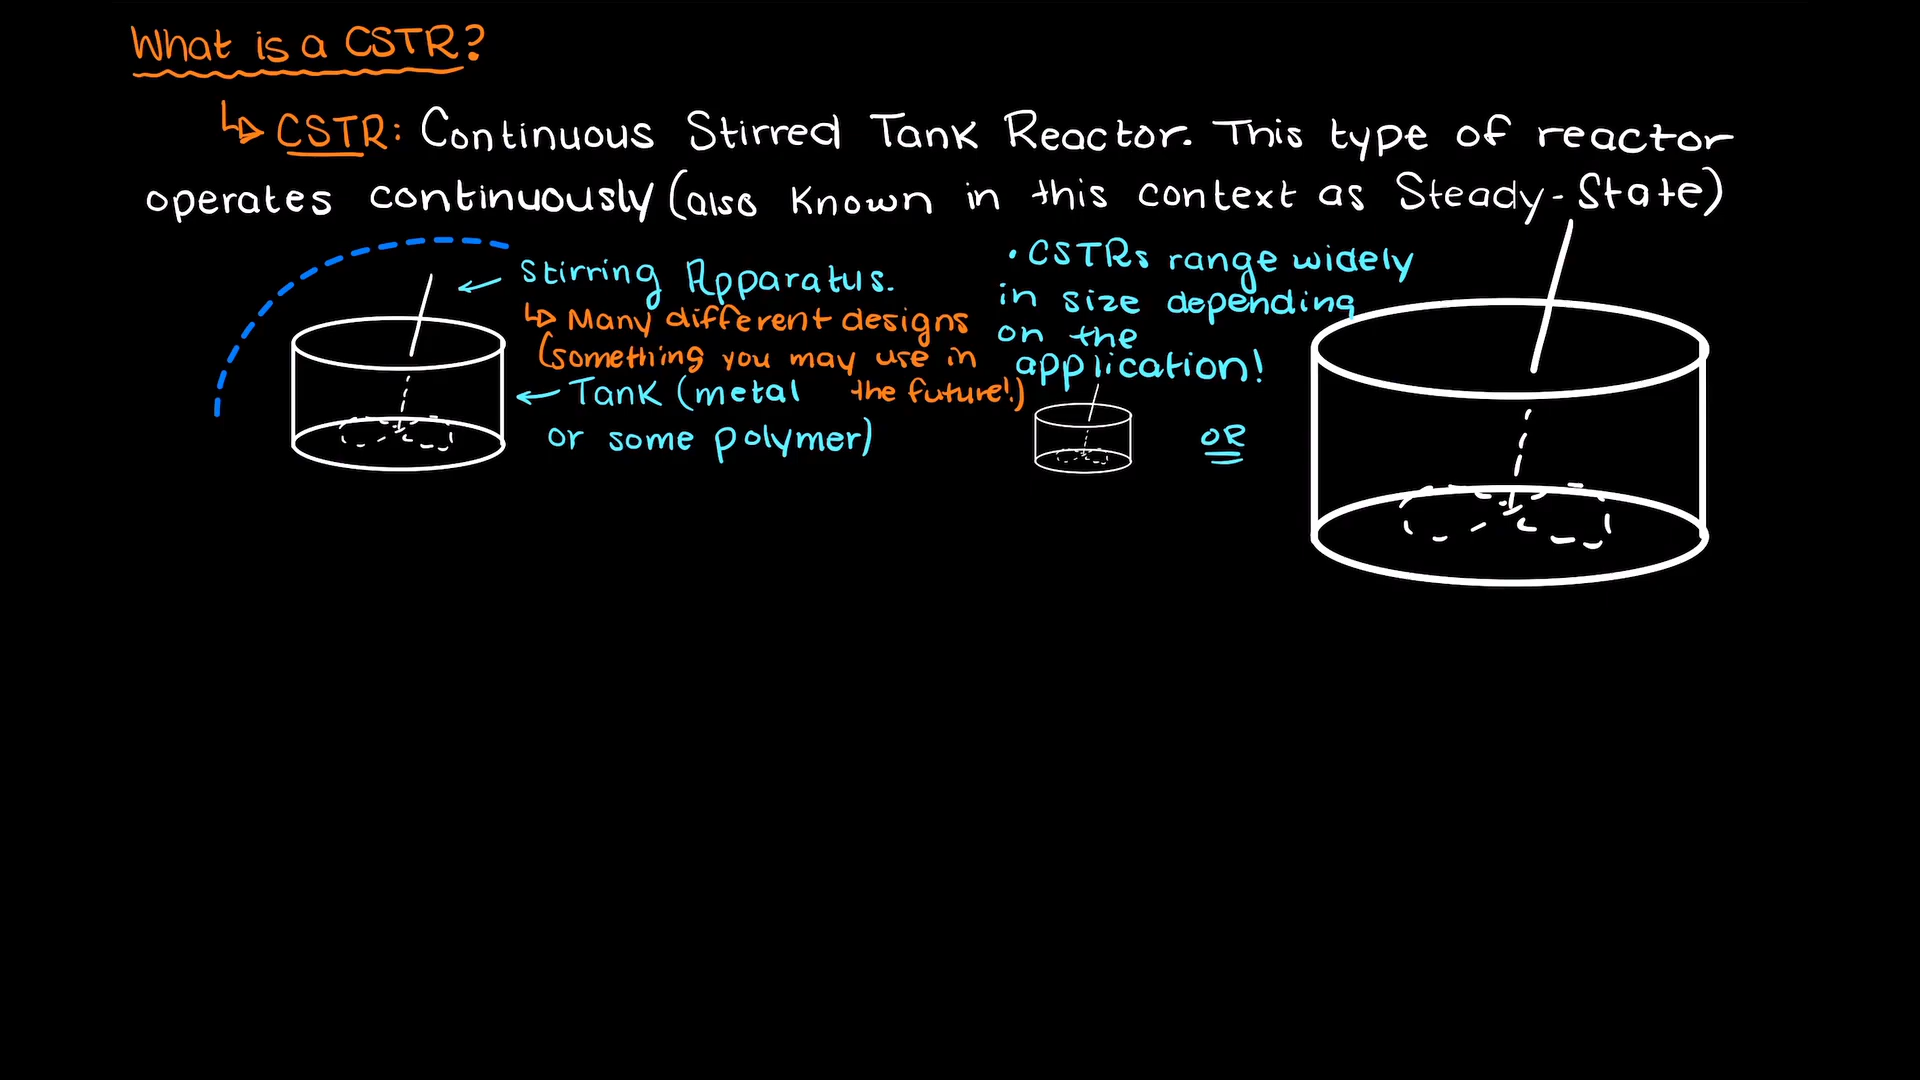 What is a CSTR?
CSTR: Continuous Stirred Tank Reactor. This type of reactor
operates continuously (also known in this context as Steady-State)
Stirring Apparatus.
Many different designs
(something you may use in
the future!)
Tank (metal
or some polymer)
• CSTRs range widely
in size depending
on the
application!
OR